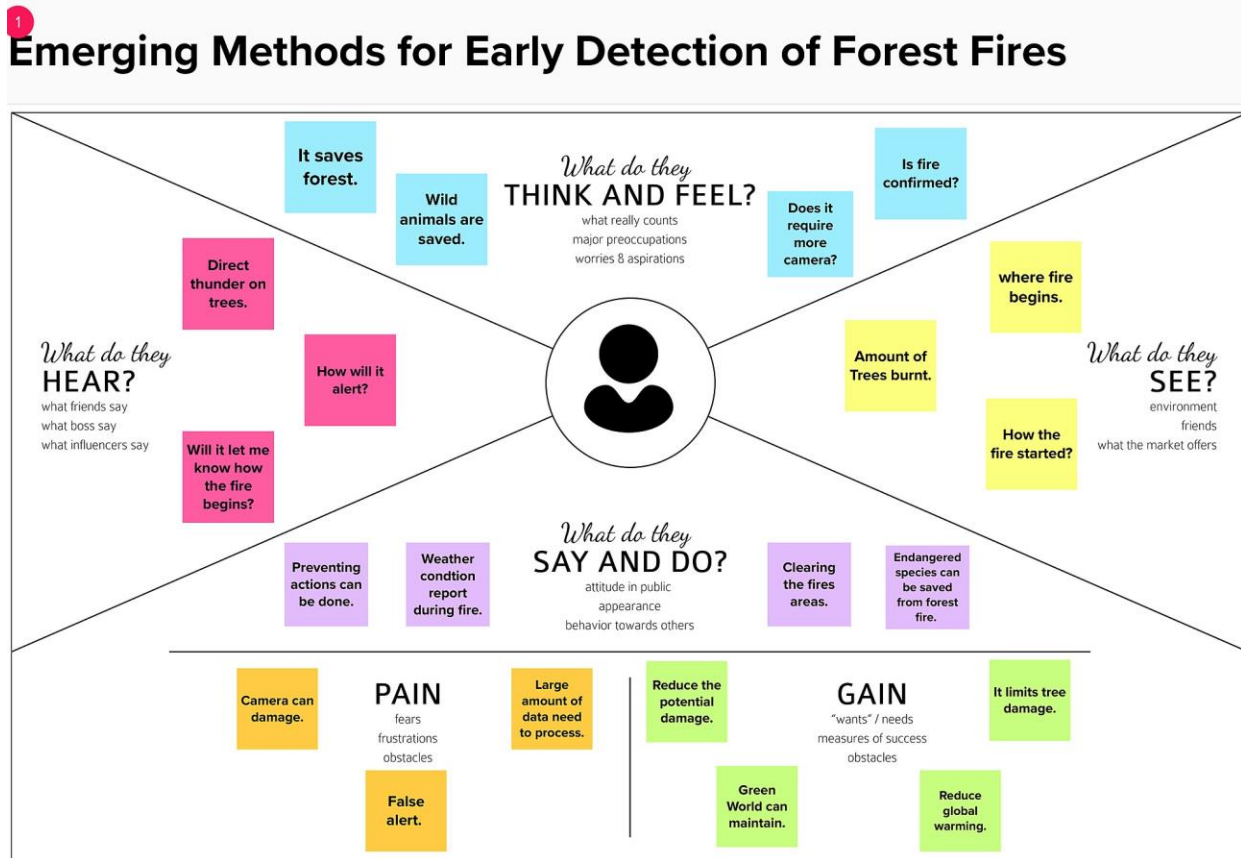 1
Emerging Methods for Early Detection of Forest Fires
It saves
forest.
Wild
animals are
saved.
What do they
THINK AND FEEL?
what really counts
major preoccupations
worries & aspirations
Does it
require
more
camera?
Is fire
confirmed?
Direct
thunder on
trees.
How will it
alert?
Will it let me
know how
the fire
begins?
What do they
HEAR?
what friends say
what boss say
what influencers say
where fire
begins.
Amount of
Trees burnt.
How the
fire started?
What do they
SEE?
environment
friends
what the market offers
Preventing
actions can
be done.
Weather
condtion
report
during fire.
What do they
SAY AND DO?
attitude in public
appearance
behavior towards others
Clearing
the fires
areas.
Endangered
species can
be saved
from forest
fire.
Camera can
damage.
PAIN
fears
frustrations
obstacles
Large
amount of
data need
to process.
False
alert.
Reduce the
potential
damage.
GAIN
"wants" / needs
measures of success
obstacles
It limits tree
damage.
Green
World can
maintain.
Reduce
global
warming.